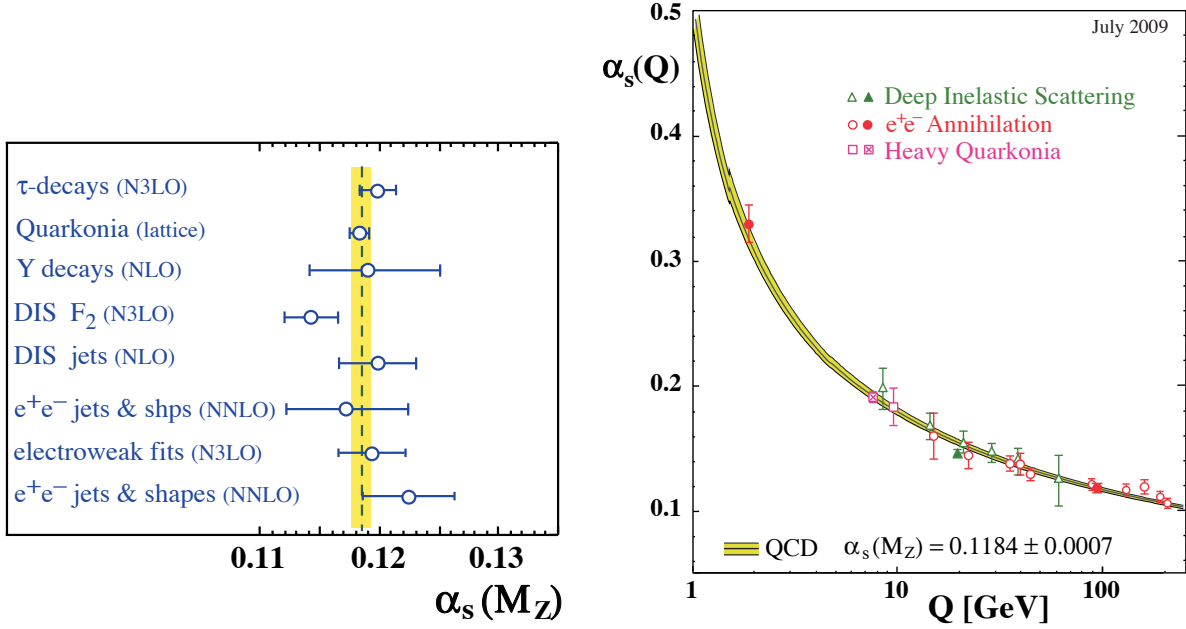 τ-decays (N3LO)
Quarkonia (lattice)
Υ decays (NLO)
DIS F₂ (N3LO)
DIS jets (NLO)
e⁺e⁻ jets & shps (NNLO)
electroweak fits (N3LO)
e⁺e⁻ jets & shapes (NNLO)
0.11 0.12 0.13
αₛ (M_Z)
0.5
July 2009
αₛ(Q)
Deep Inelastic Scattering
e⁺e⁻ Annihilation
Heavy Quarkonia
0.4
0.3
0.2
0.1
QCD αₛ(M_Z) = 0.1184 ± 0.0007
1 10 100
Q [GeV]